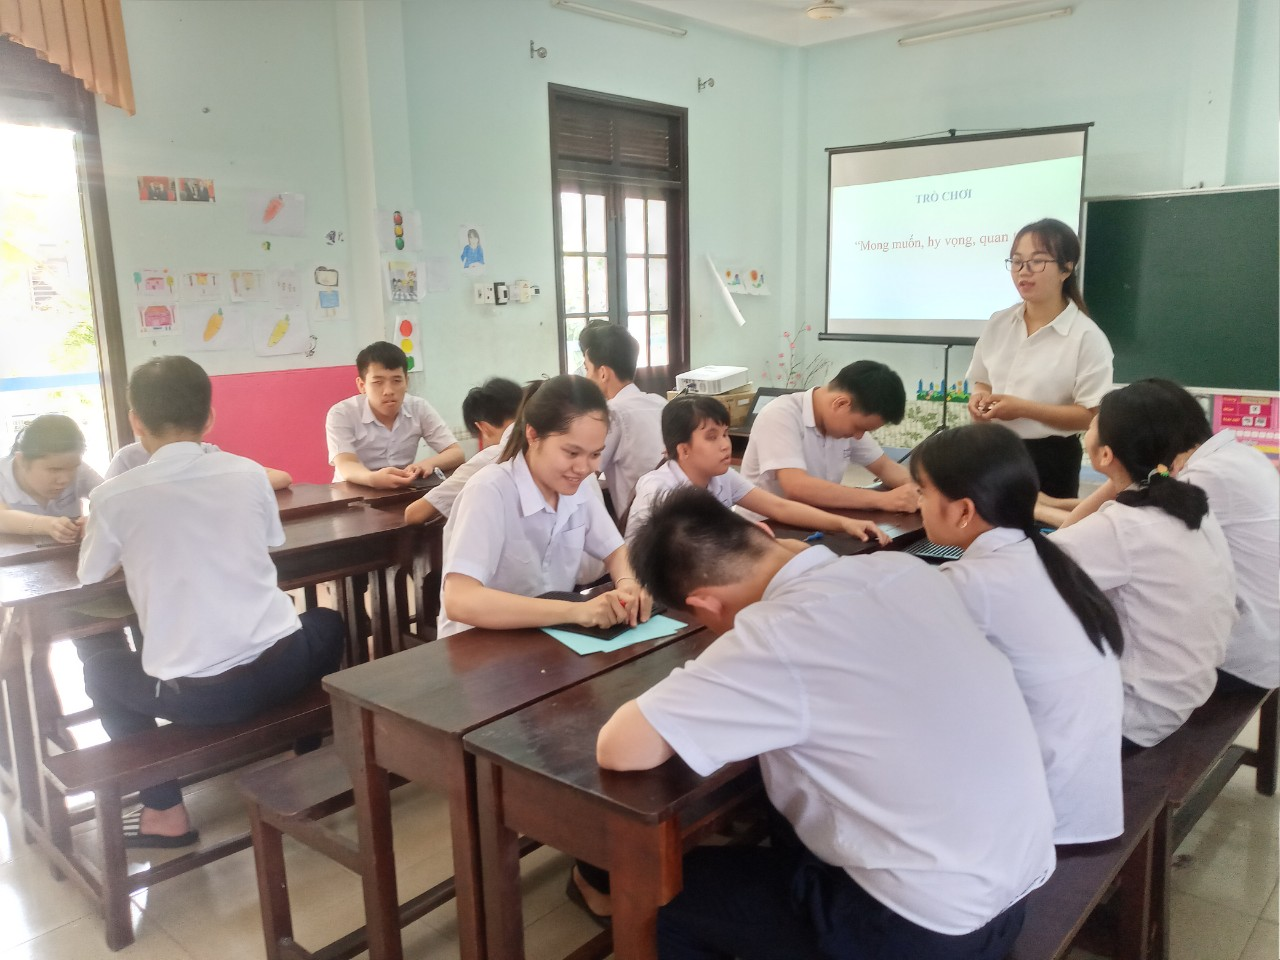 TRÒ CHƠI
“Mong muốn, hy vọng, quan